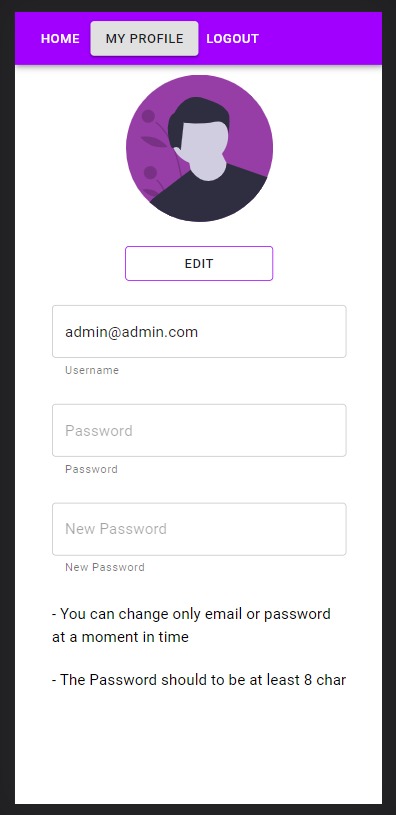 HOME MY PROFILE LOGOUT
EDIT
admin@admin.com
Username
Password
Password
New Password
New Password
- You can change only email or password
at a moment in time
- The Password should to be at least 8 char